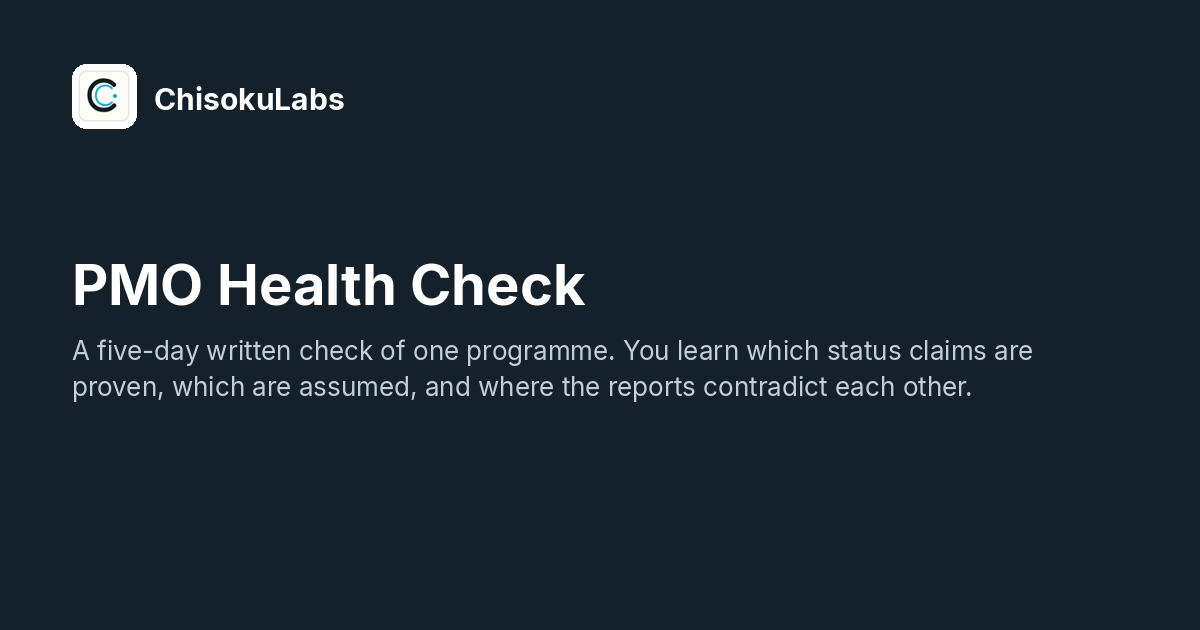 ChisokuLabs
PMO Health Check
A five-day written check of one programme. You learn which status claims are
proven, which are assumed, and where the reports contradict each other.